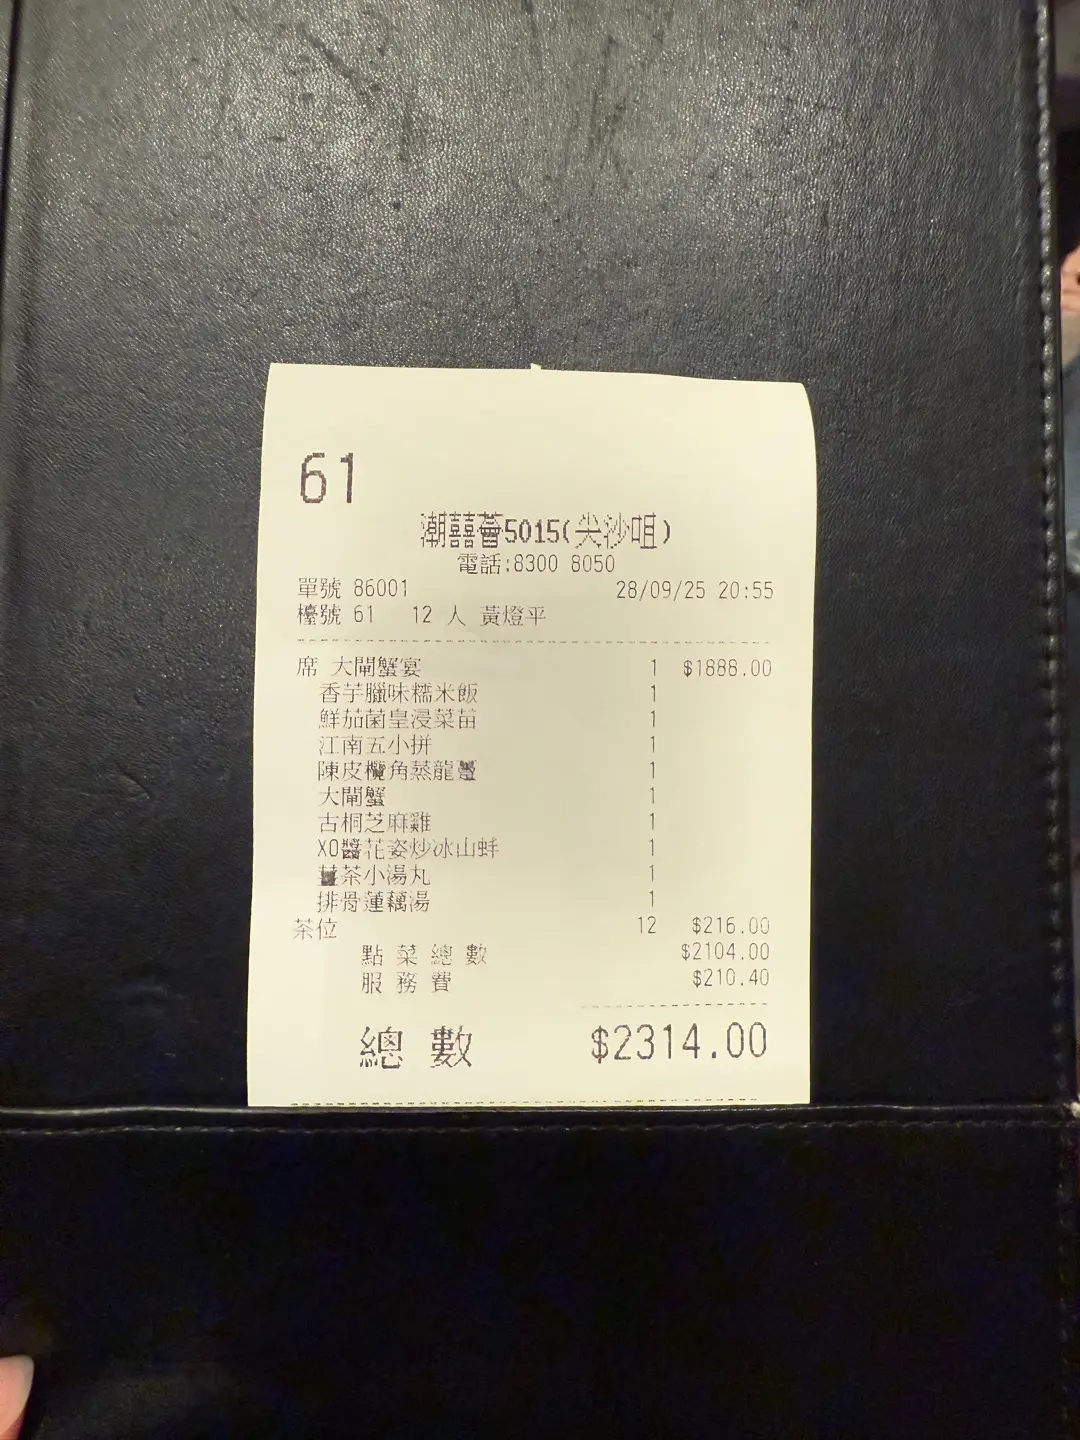 61
潮囍薈5015(尖沙咀)
電話:8300 8050
單號 86001 28/09/25 20:55
檯號 61 12 人 黃燈平
席 大閘蟹宴 1 $1888.00
香芋臘味糯米飯 1
鮮茄菌皇浸菜苗 1
江南五小拼 1
陳皮欖角蒸龍躉 1
大閘蟹 1
古桐芝麻雞 1
XO醬花姿炒冰山蚌 1
薑茶小湯丸 1
排骨蓮藕湯 1
茶位 12 $216.00
點菜總數 $2104.00
服務費 $210.40
總數 $2314.00